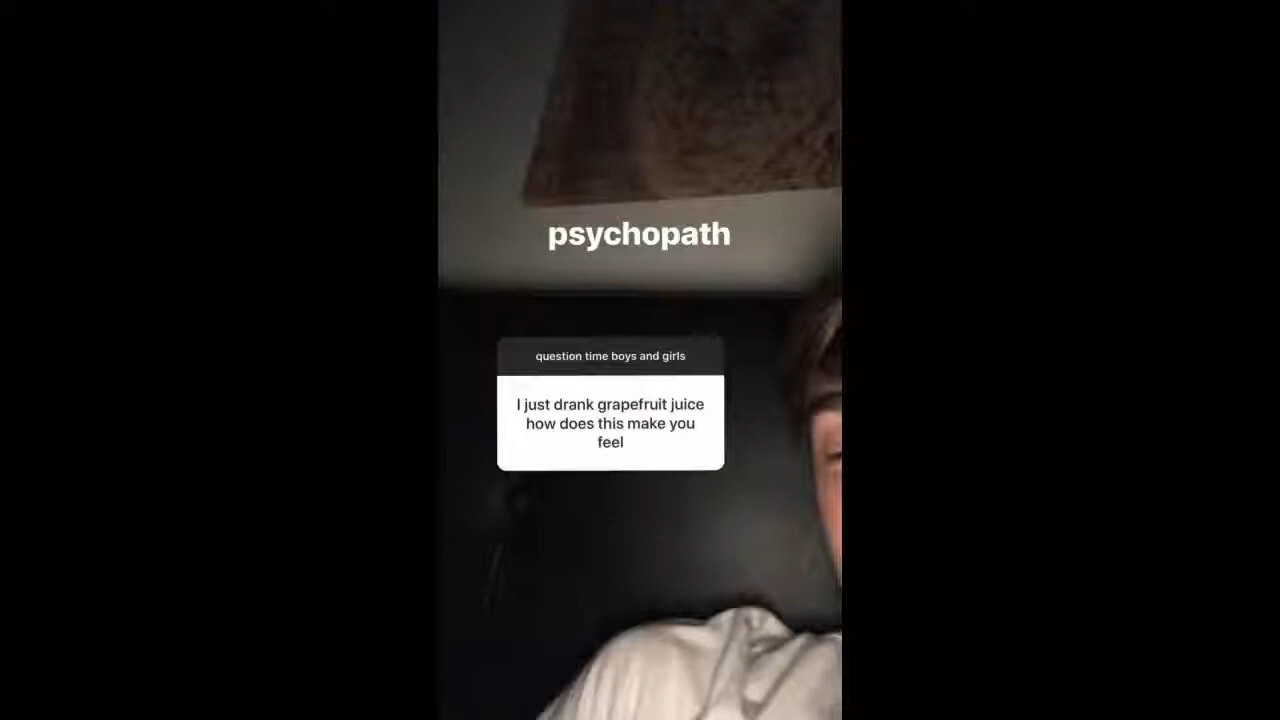 psychopath
question time boys and girls
I just drank grapefruit juice
how does this make you
feel